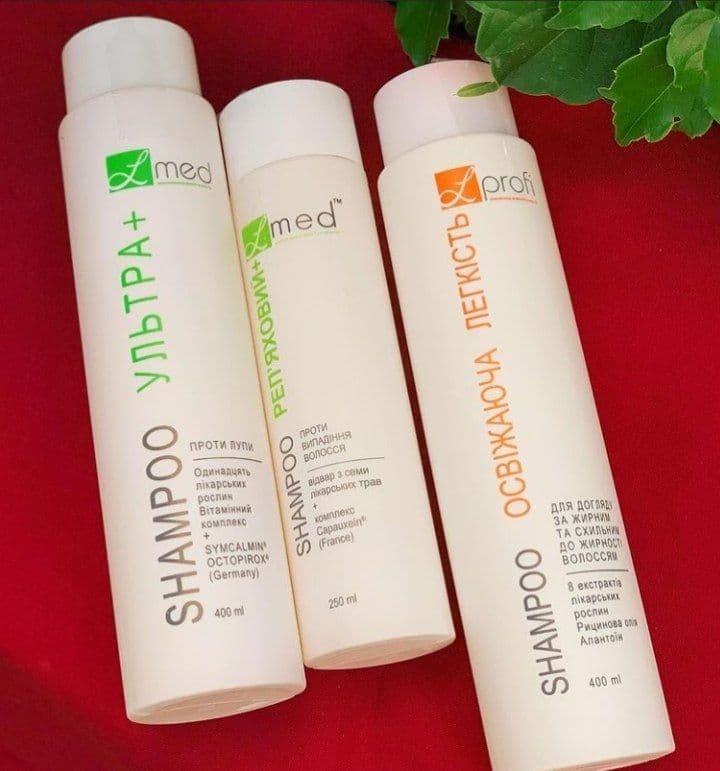 L med
УЛЬТРА+
SHAMPOO
ПРОТИ ЛУПИ
Одинадцять
лікарських
рослин
Вітамінний
комплекс
+
SYMCALMIN®
OCTOPIROX®
(Germany)
400 ml
L med™
РЕП'ЯХОВИЙ+
SHAMPOO
ПРОТИ
ВИПАДІННЯ
ВОЛОССЯ
відвар з семи
лікарських трав
+
комплекс
Capauxein®
(France)
250 ml
L profi
ОСВІЖАЮЧА ЛЕГКІСТЬ
SHAMPOO
ДЛЯ ДОГЛЯДУ
ЗА ЖИРНИМ
ТА СХИЛЬНИМ
ДО ЖИРНОСТІ
ВОЛОССЯМ
8 екстрактів
лікарських
рослин
Рицинова олія
Алантоїн
400 ml